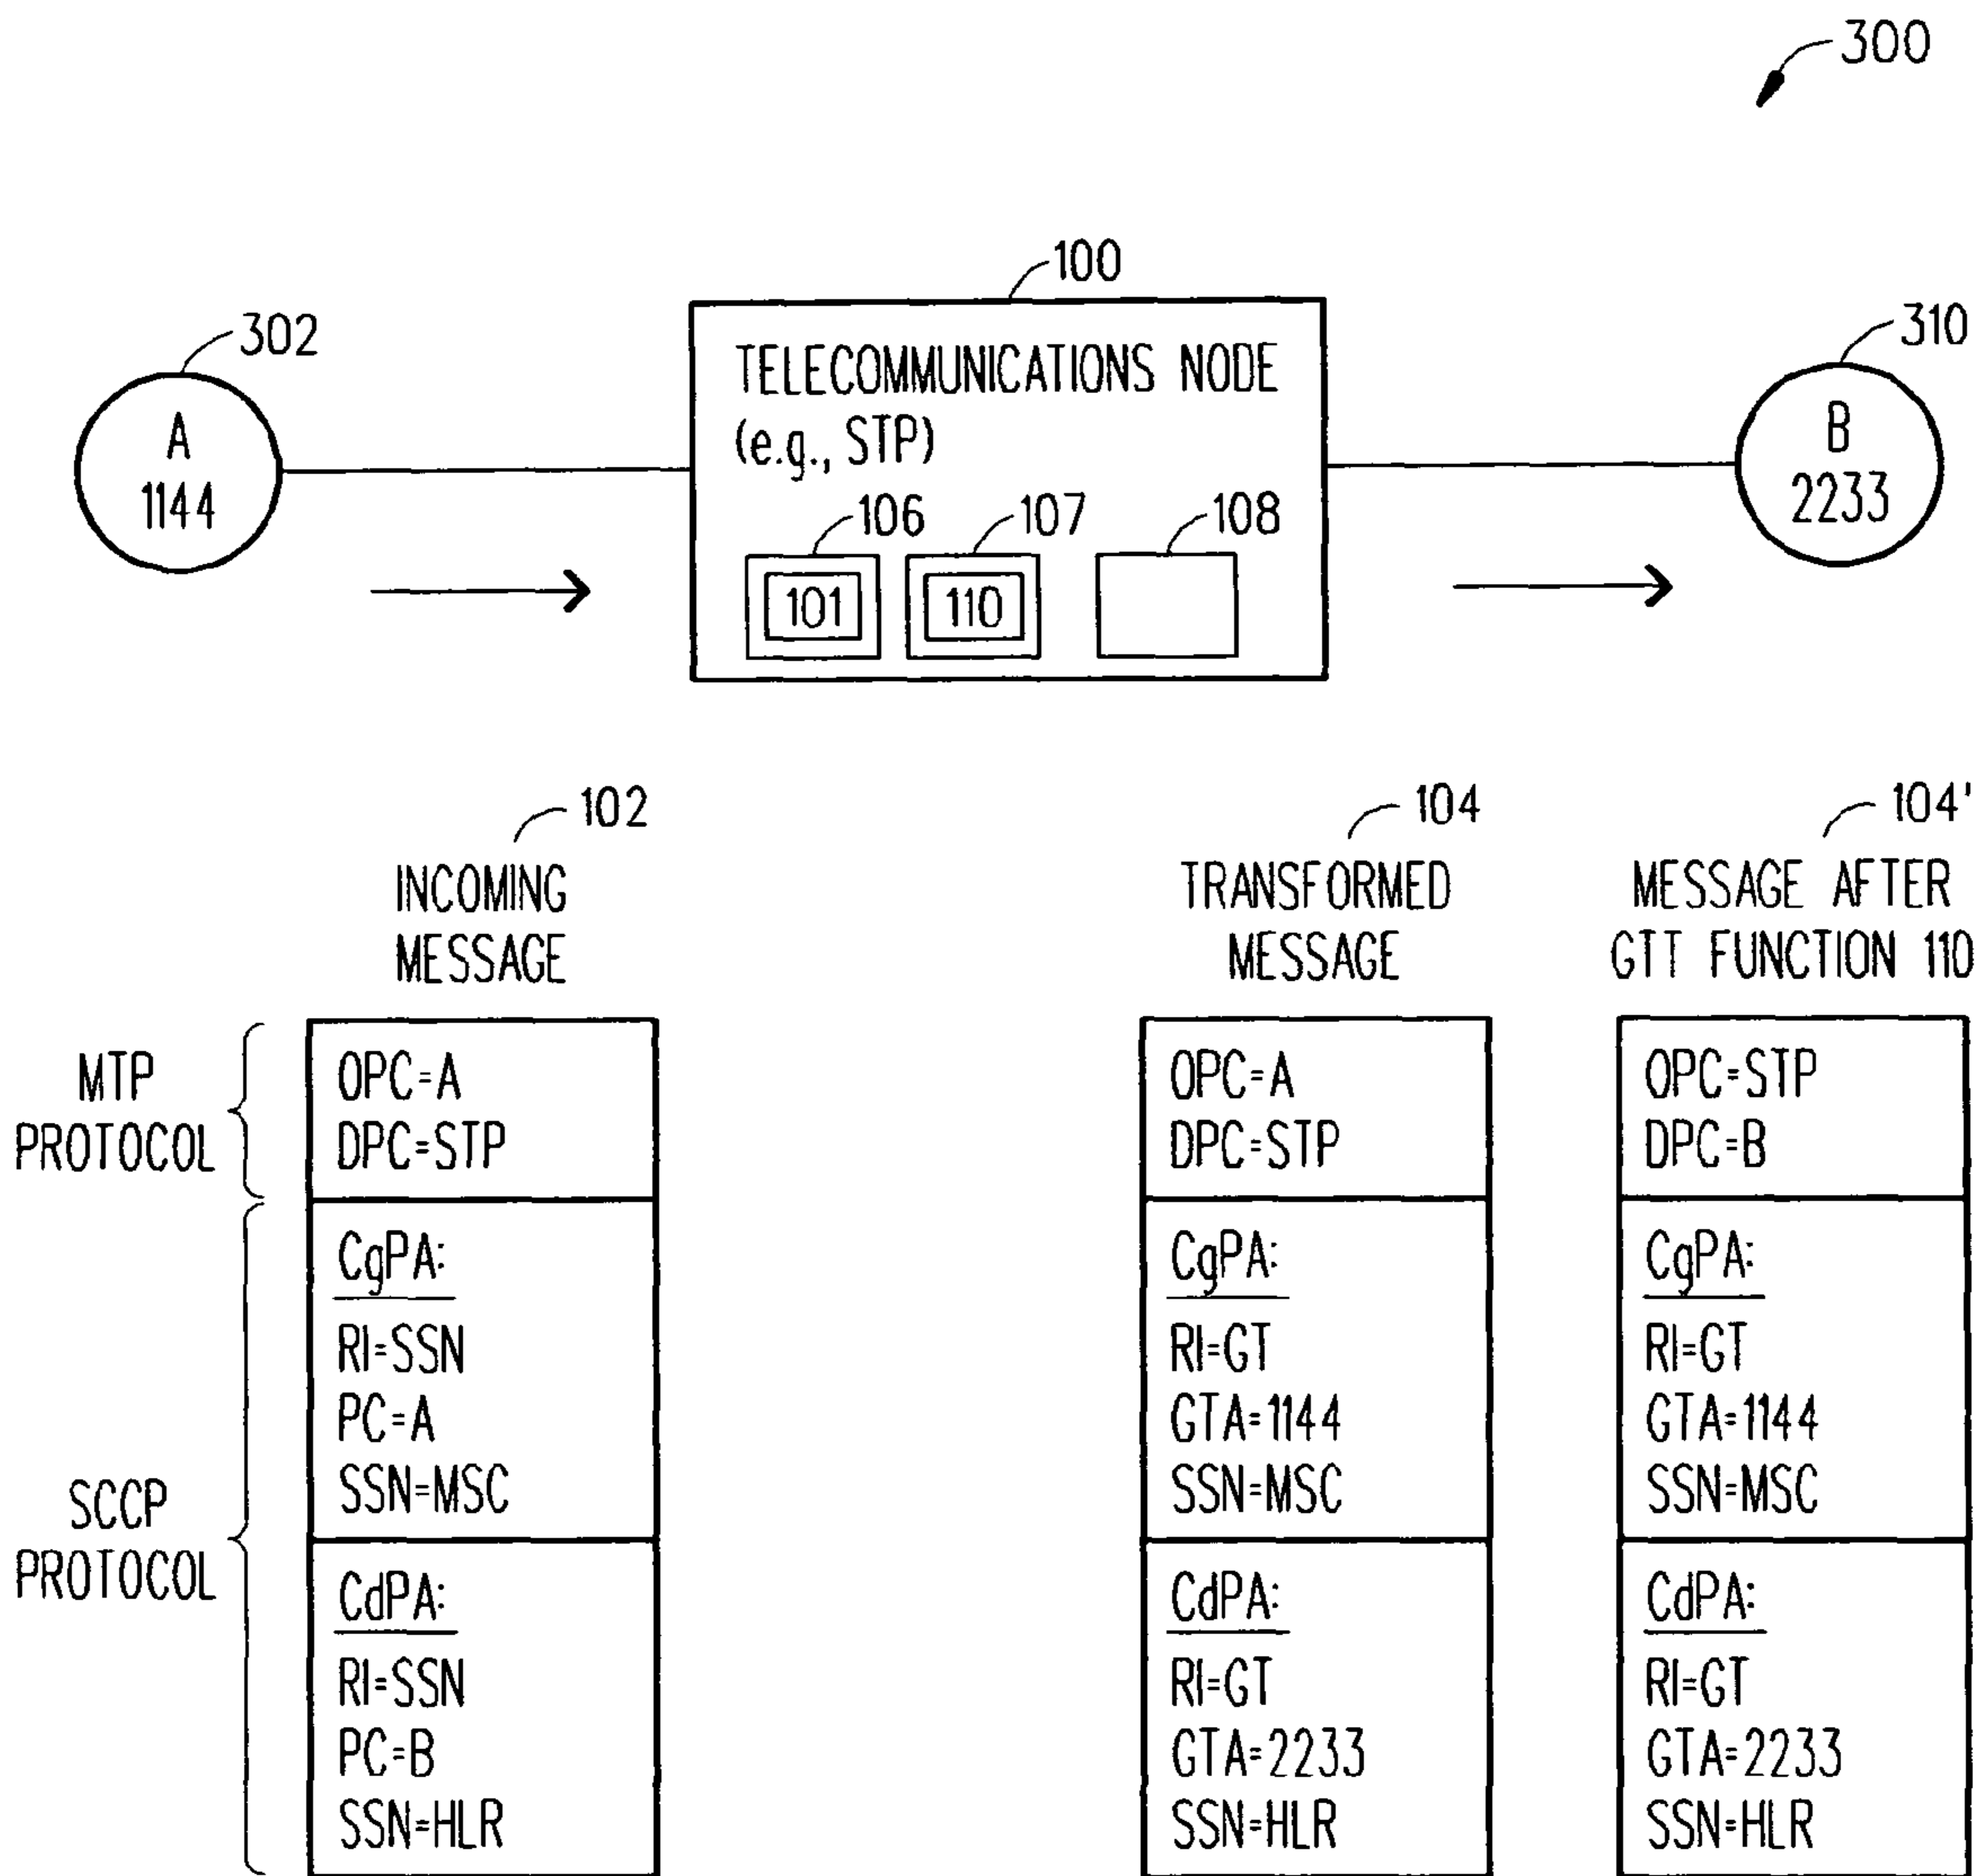 300
100
302
310
TELECOMMUNICATIONS NODE
(e.g., STP)
A
1144
B
2233
106
107
108
101
110
102
INCOMING
MESSAGE
104
TRANSFORMED
MESSAGE
104'
MESSAGE AFTER
GTT FUNCTION 110
MTP
PROTOCOL
SCCP
PROTOCOL
OPC=A
DPC=STP
CgPA:
RI=SSN
PC=A
SSN=MSC
CdPA:
RI=SSN
PC=B
SSN=HLR
OPC=A
DPC=STP
CgPA:
RI=GT
GTA=1144
SSN=MSC
CdPA:
RI=GT
GTA=2233
SSN=HLR
OPC=STP
DPC=B
CgPA:
RI=GT
GTA=1144
SSN=MSC
CdPA:
RI=GT
GTA=2233
SSN=HLR